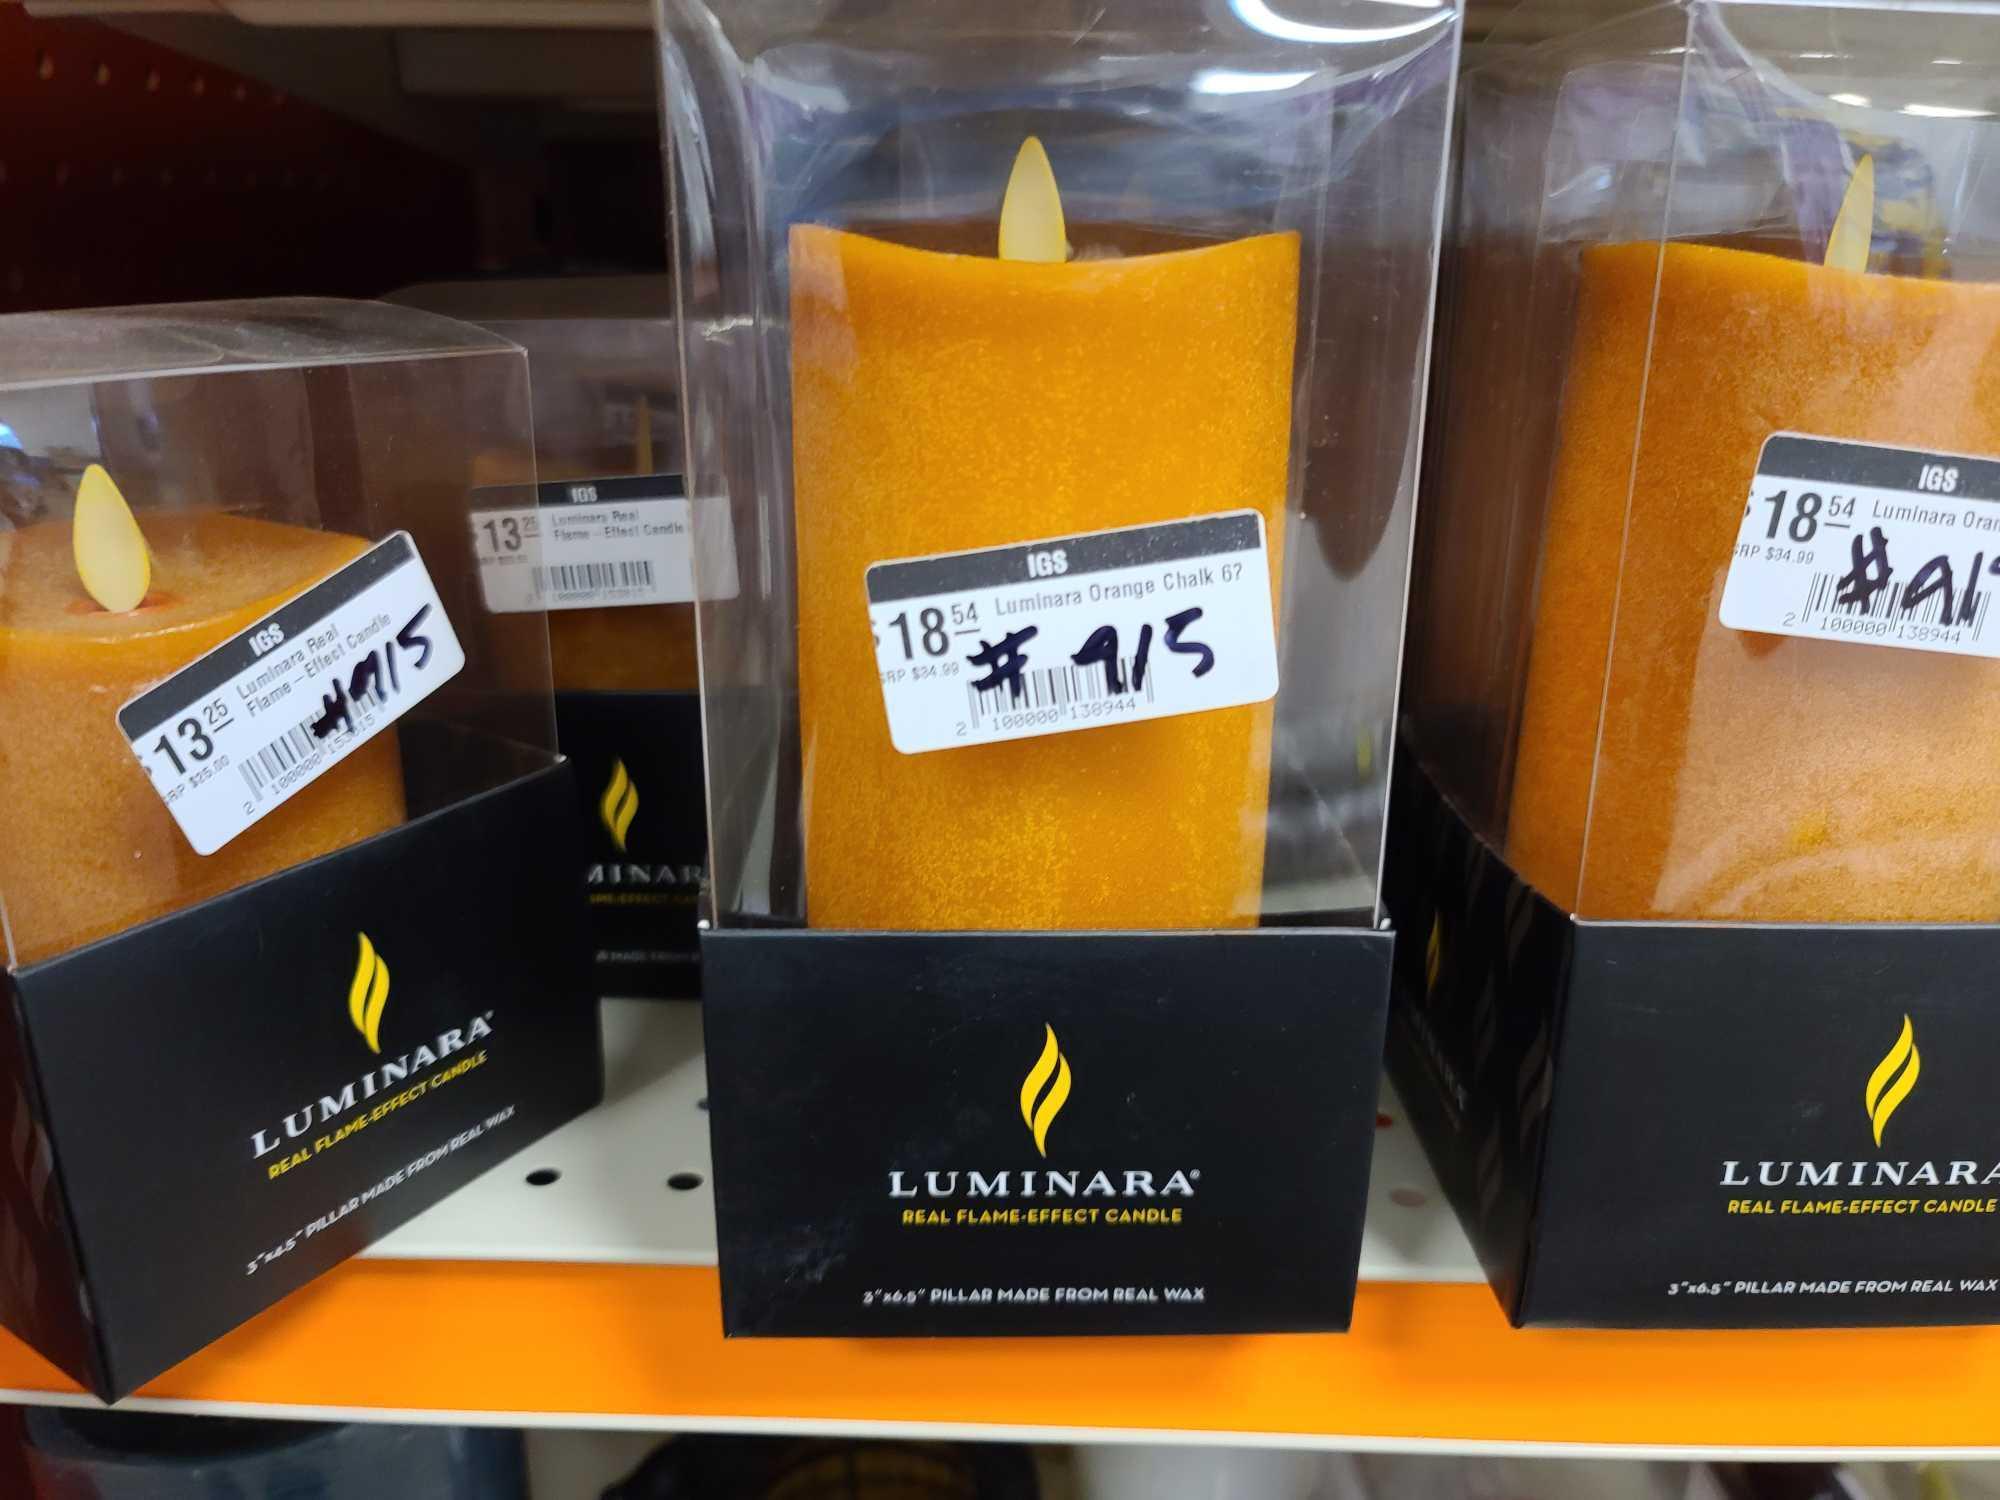 IGS
$13.25 Luminara Real
Flame-Effect Candle
SRP $25.00
#915
LUMINARA®
REAL FLAME-EFFECT CANDLE
3"x4.5" PILLAR MADE FROM REAL WAX
IGS
13.25 Luminara Real
Flame-Effect Candle
MINAR
IGS
$18.54 Luminara Orange Chalk 6?
SRP $34.99
# 915
2 100000 138944
LUMINARA®
REAL FLAME-EFFECT CANDLE
3"x6.5" PILLAR MADE FROM REAL WAX
IGS
$18.54 Luminara Oran
SRP $34.99
#91
2 100000 138944
LUMINARA
REAL FLAME-EFFECT CANDLE
3"x6.5" PILLAR MADE FROM REAL WAX